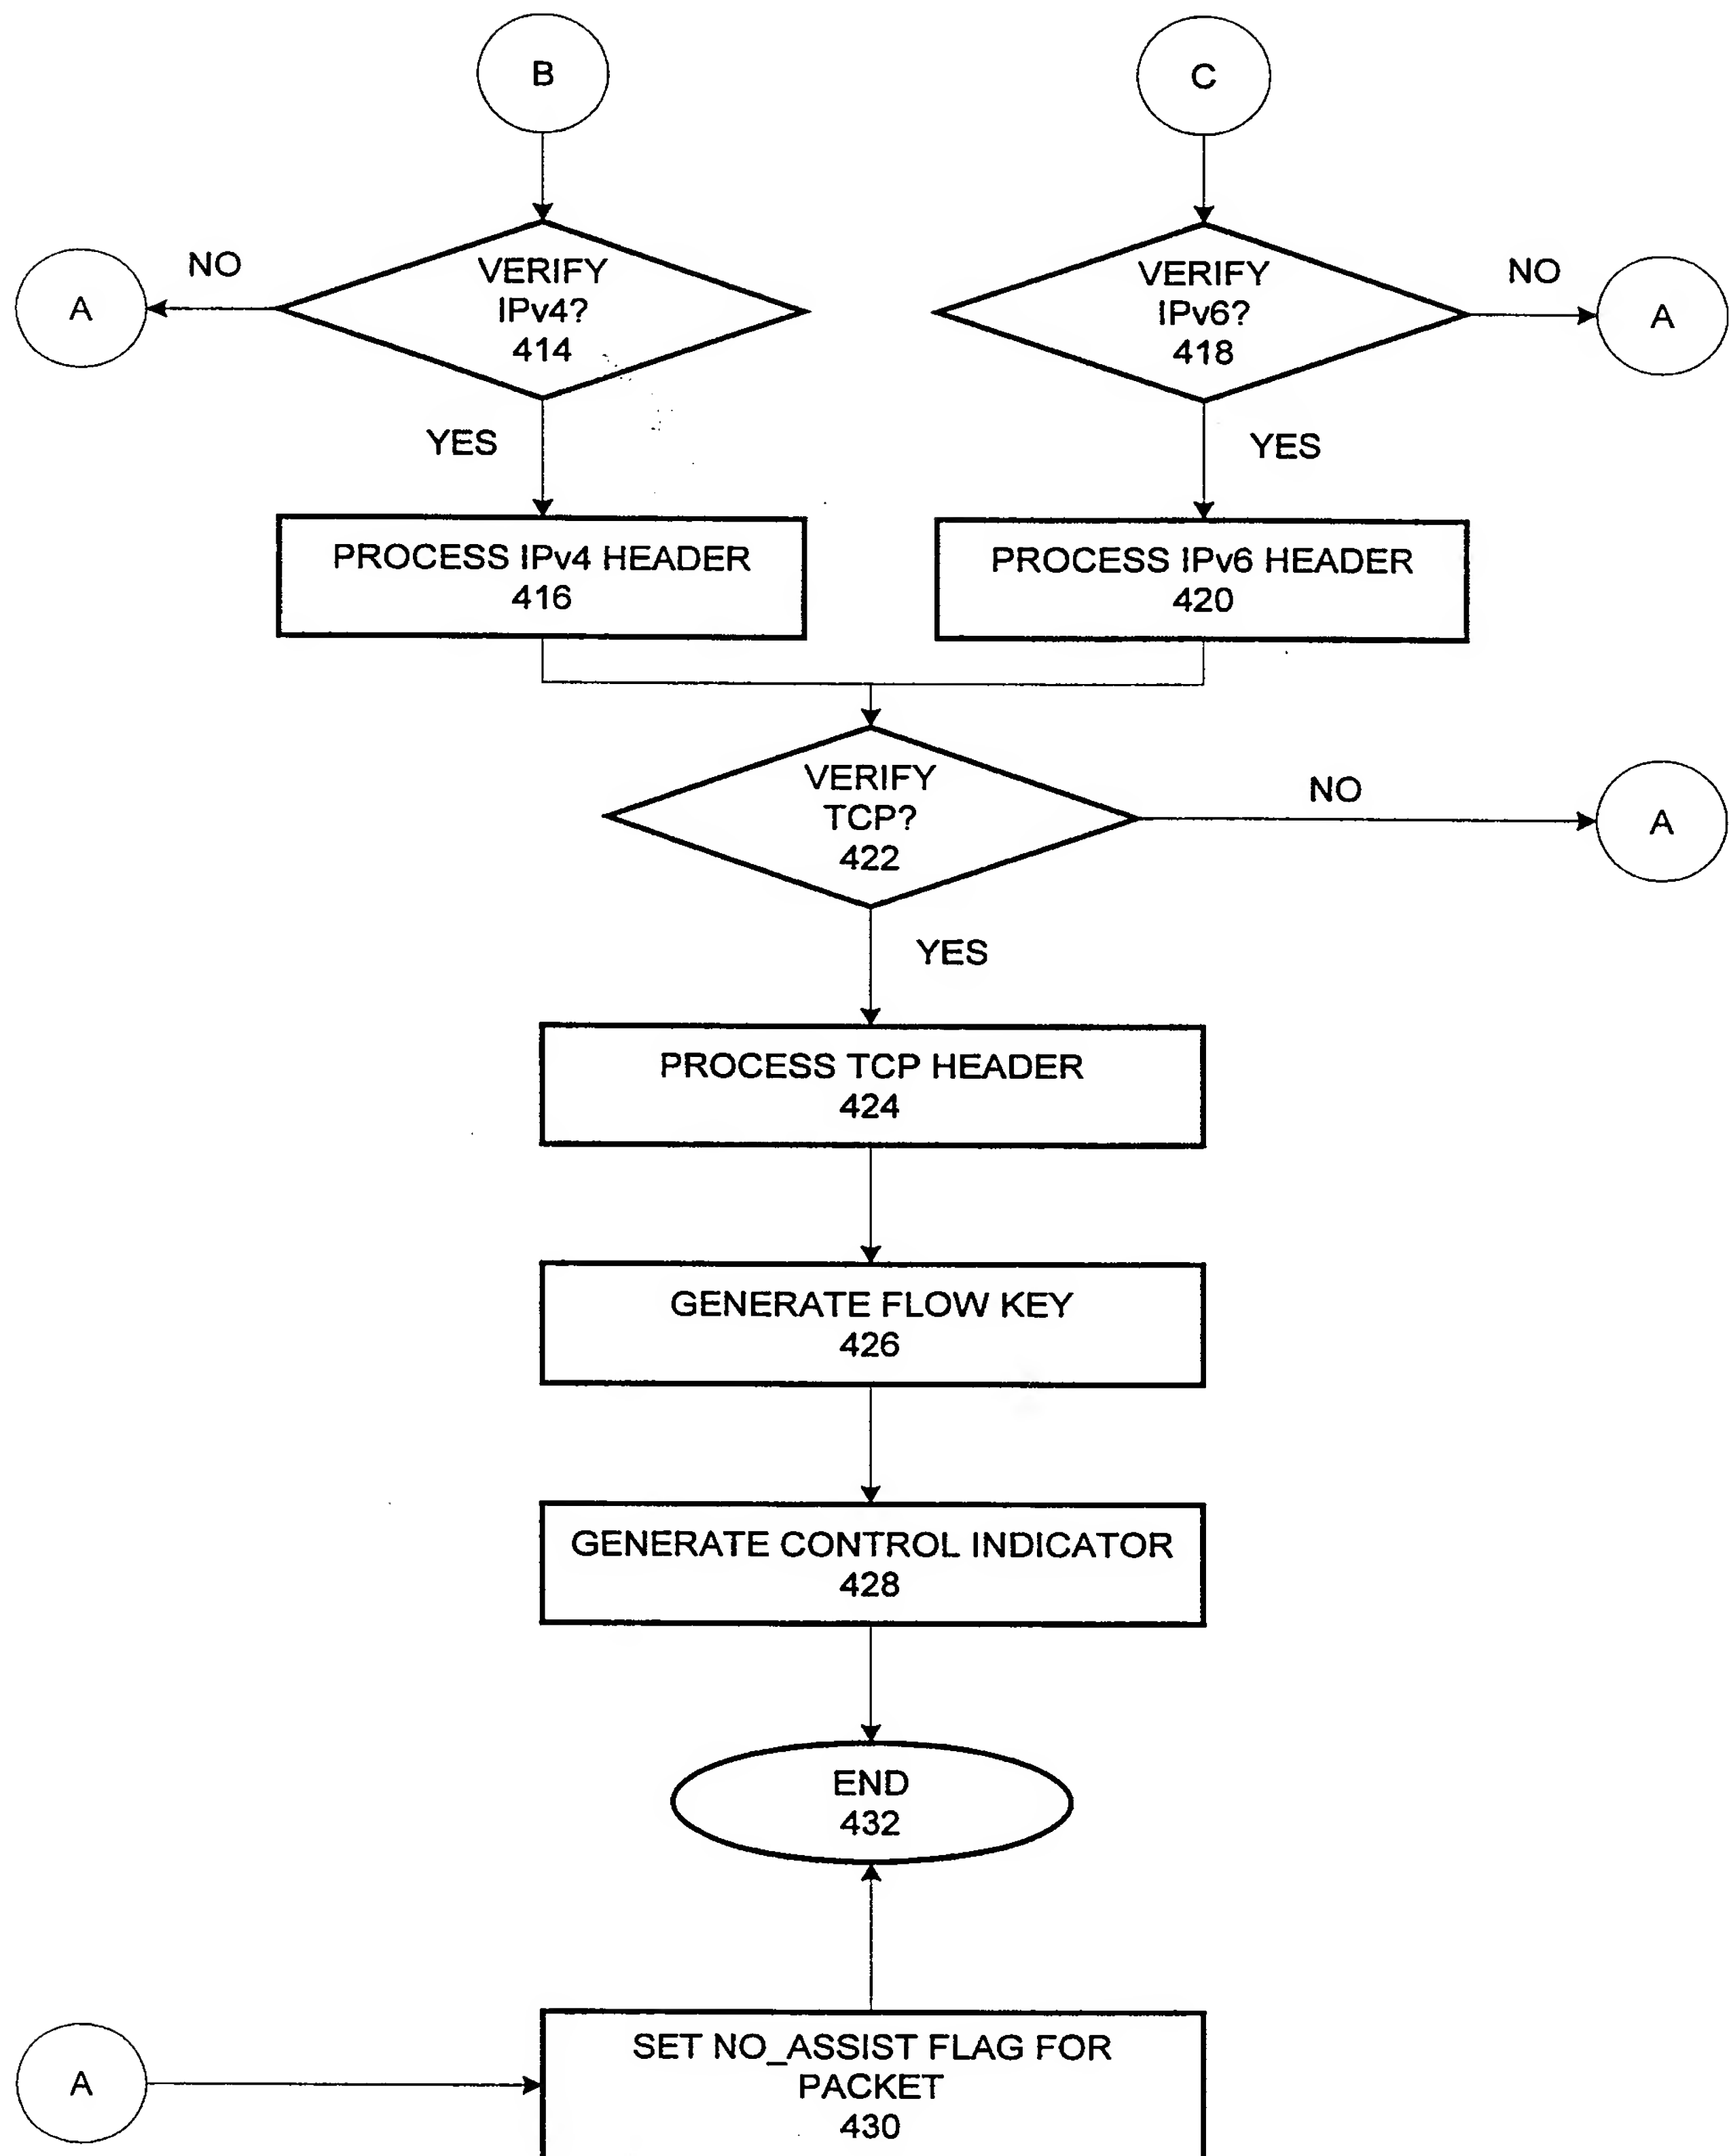 B
C
NO
VERIFY
IPv4?
414
A
VERIFY
IPv6?
418
NO
A
YES
YES
PROCESS IPv4 HEADER
416
PROCESS IPv6 HEADER
420
VERIFY
TCP?
422
NO
A
YES
PROCESS TCP HEADER
424
GENERATE FLOW KEY
426
GENERATE CONTROL INDICATOR
428
END
432
A
SET NO_ASSIST FLAG FOR
PACKET
430